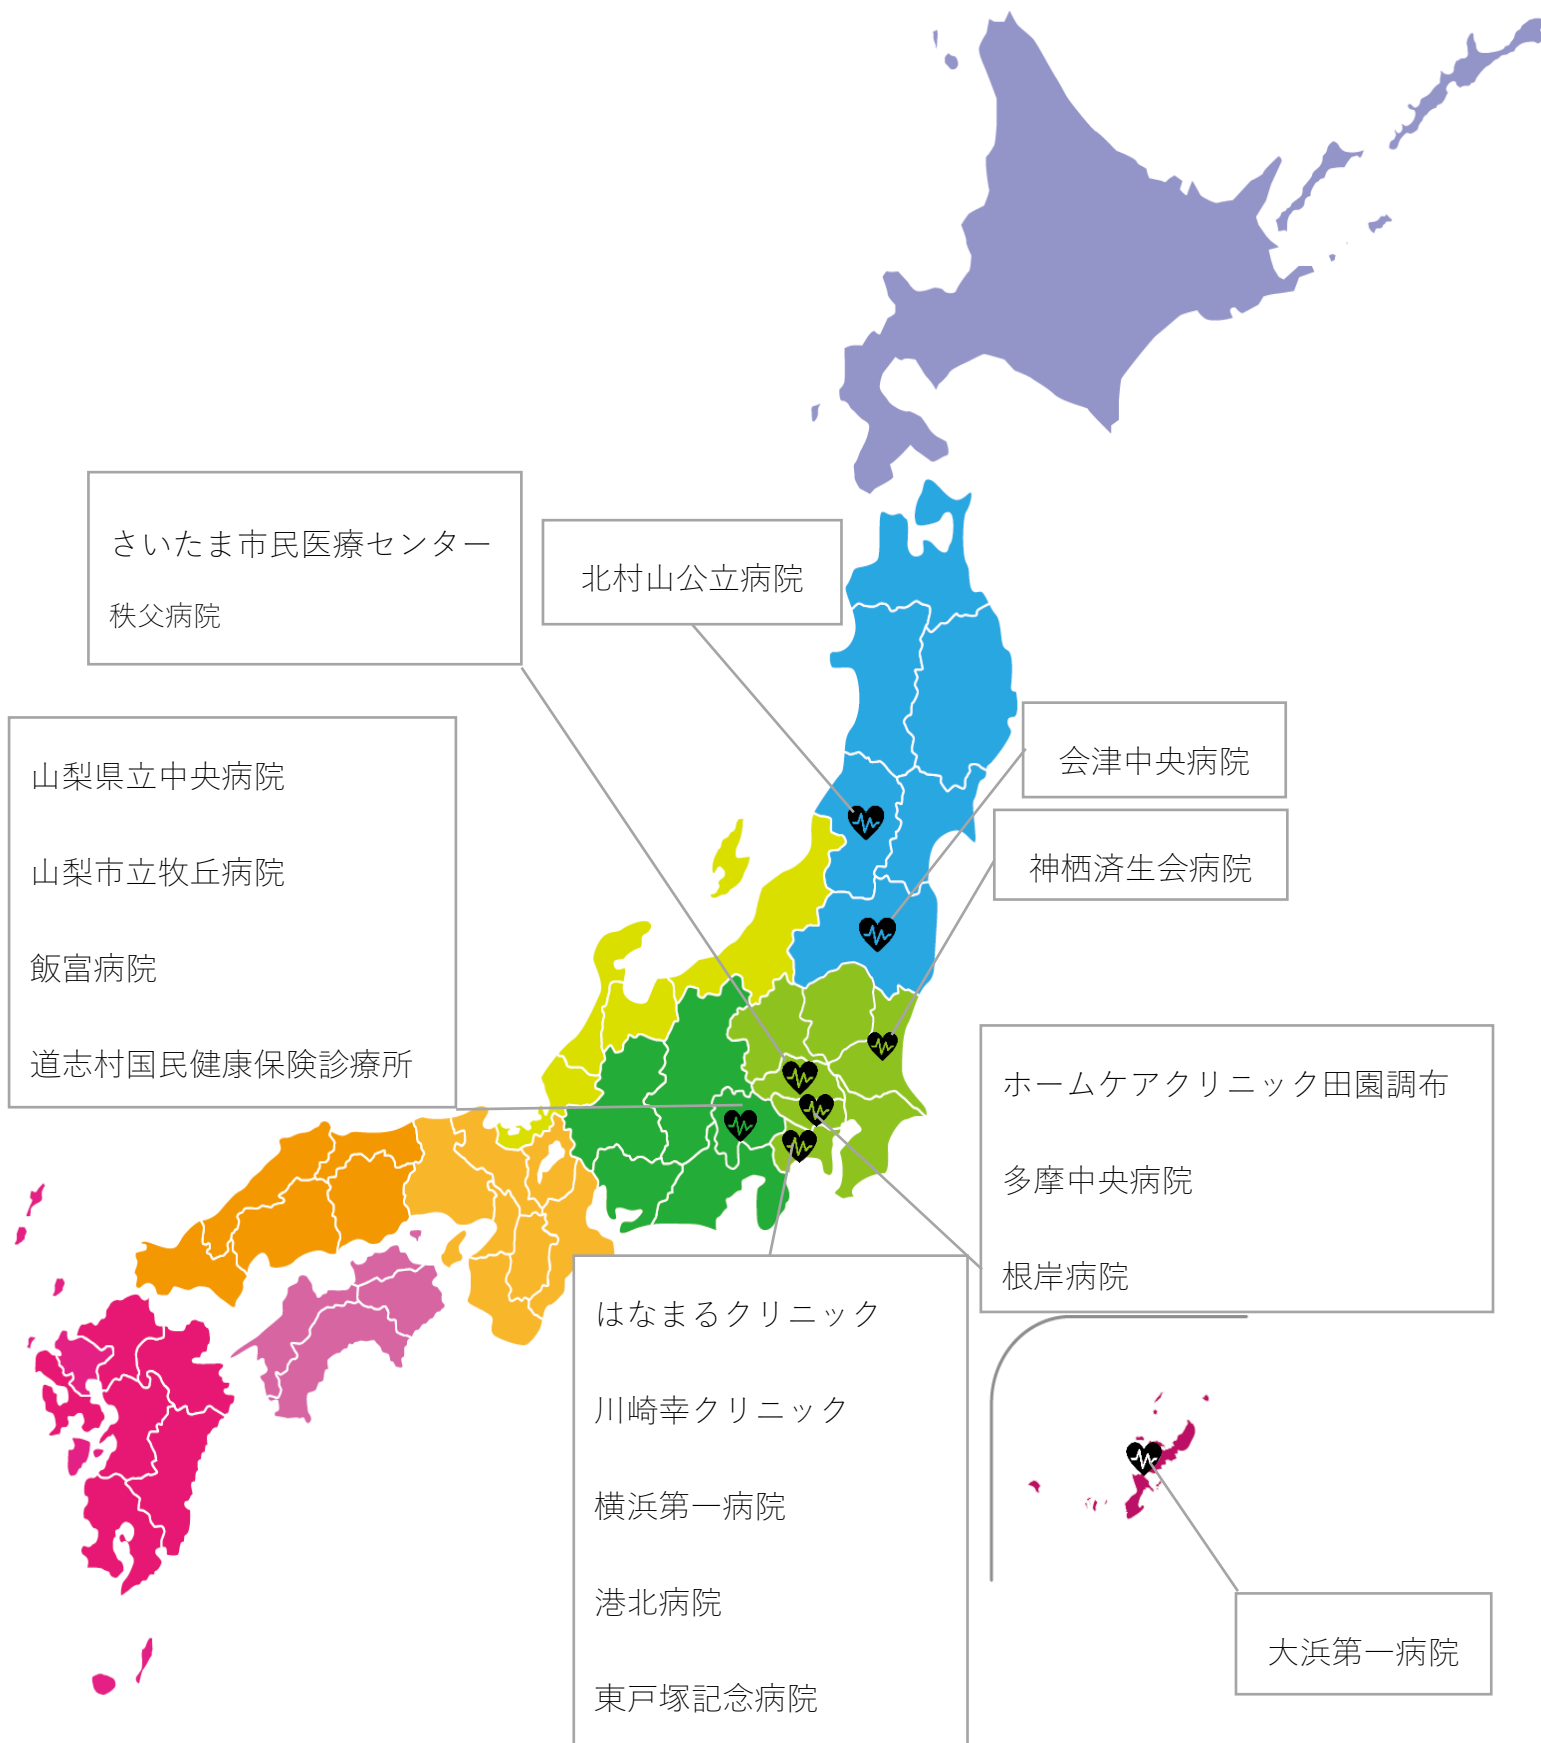 さいたま市民医療センター
秩父病院
北村山公立病院
会津中央病院
神栖済生会病院
山梨県立中央病院
山梨市立牧丘病院
飯富病院
道志村国民健康保険診療所
ホームケアクリニック田園調布
多摩中央病院
根岸病院
はなまるクリニック
川崎幸クリニック
横浜第一病院
港北病院
東戸塚記念病院
大浜第一病院